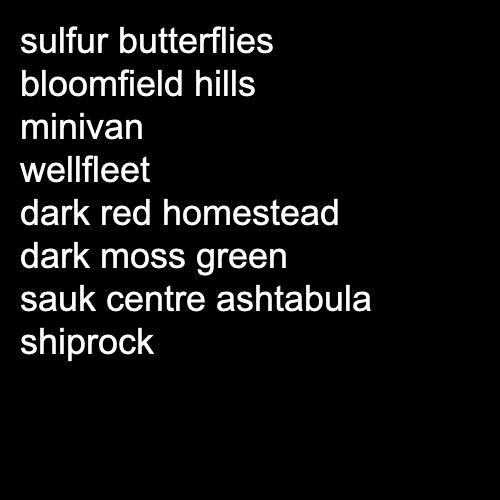 sulfur butterflies
bloomfield hills
minivan
wellfleet
dark red homestead
dark moss green
sauk centre ashtabula
shiprock